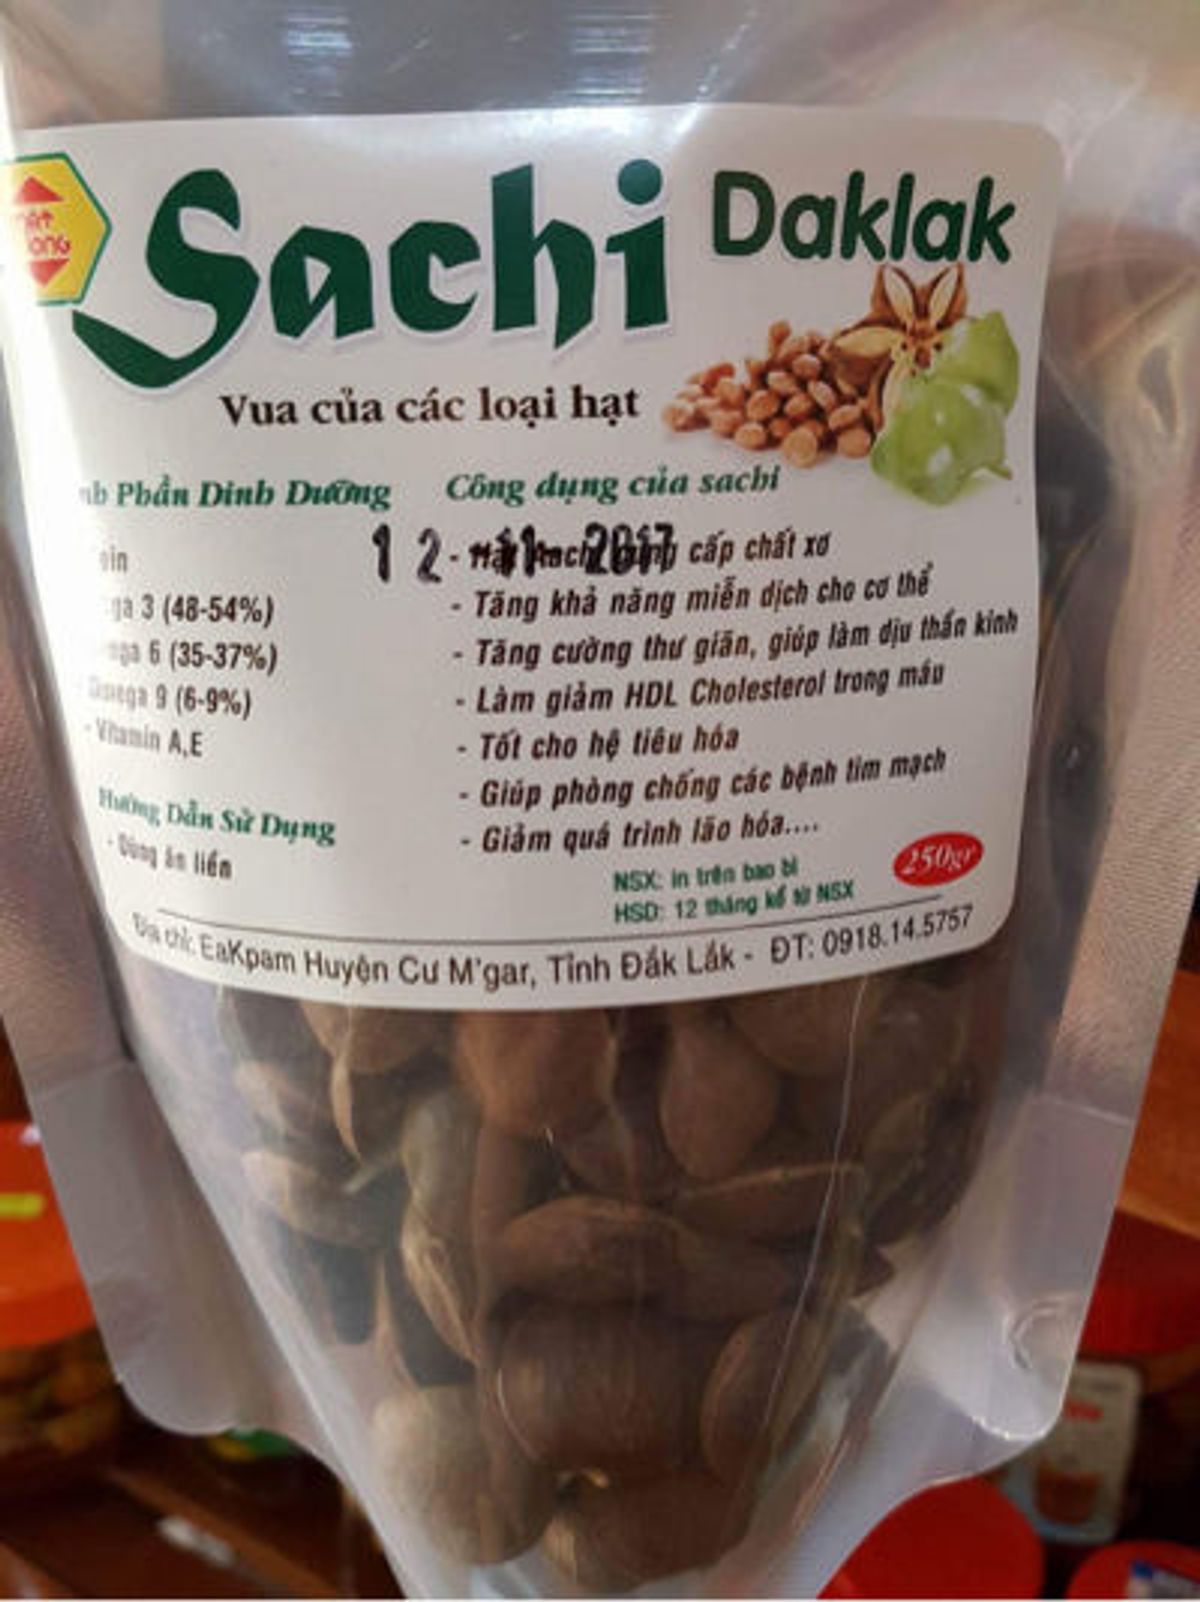 Sachi Daklak
Vua của các loại hạt
Phần Dinh Dưỡng
3 (48-54%)
6 (35-37%)
Omega 9 (6-9%)
- Vitamin A,E
Hướng Dẫn Sử Dụng
- Dùng ăn liền
Công dụng của sachi
12 11 2017
- cấp chất xơ
- Tăng khả năng miễn dịch cho cơ thể
- Tăng cường thư giãn, giúp làm dịu thần kinh
- Làm giảm HDL Cholesterol trong máu
- Tốt cho hệ tiêu hóa
- Giúp phòng chống các bệnh tim mạch
- Giảm quá trình lão hóa....
NSX: in trên bao bì
HSD: 12 tháng kể từ NSX
250gr
Địa chỉ: EaKpam Huyện Cư M'gar, Tỉnh Đắk Lắk - ĐT: 0918.14.5757